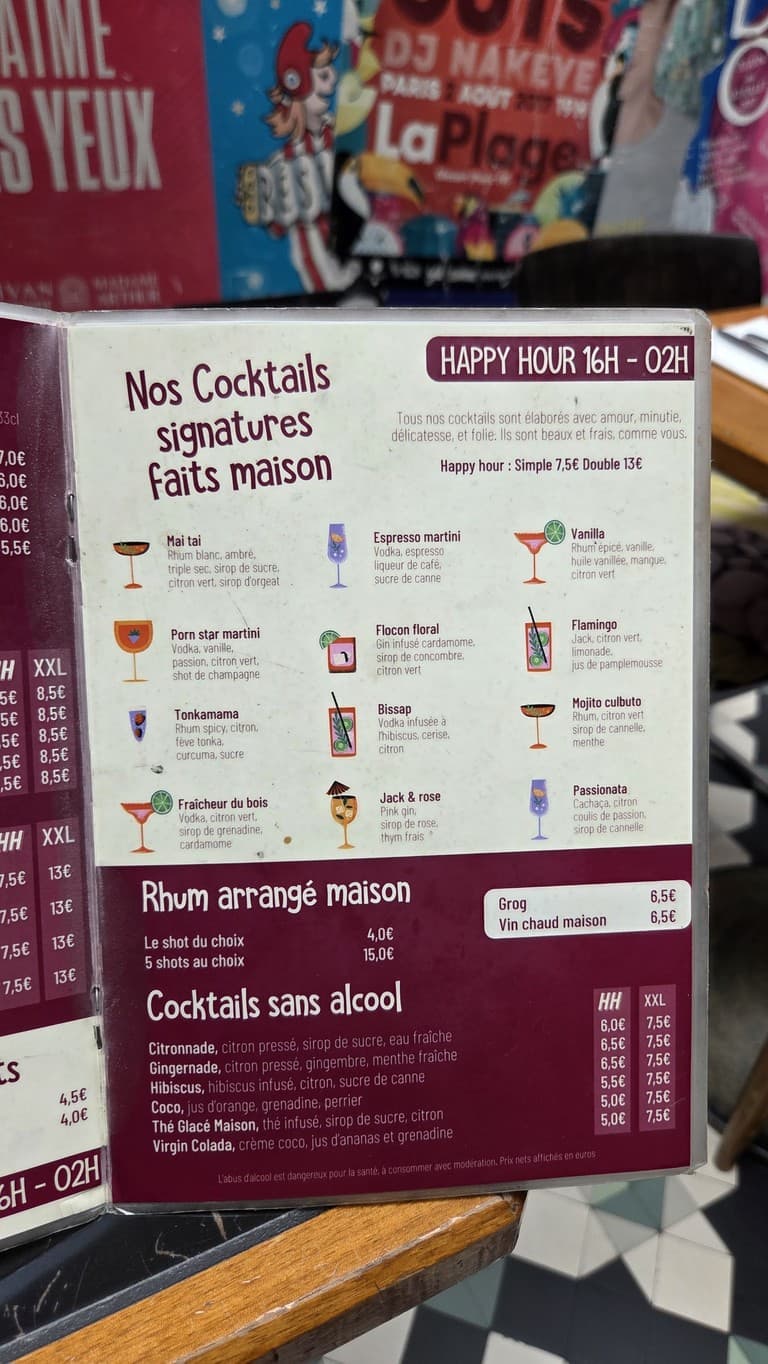 AIME
S YEUX
RÉSI
OUTS
DJ NAKEYE
PARIS 2 AOÛT 2017 19H
LaPlage
33cl
7,0€
6,0€
6,0€
6,0€
5,5€
H XXL
5€ 8,5€
5€ 8,5€
,5€ 8,5€
,5€ 8,5€
,5€ 8,5€
HH XXL
7,5€ 13€
7,5€ 13€
7,5€ 13€
7,5€ 13€
ts
4,5€
4,0€
6H - 02H
Nos Cocktails
signatures
faits maison
HAPPY HOUR 16H - 02H
Tous nos cocktails sont élaborés avec amour, minutie,
délicatesse, et folie. Ils sont beaux et frais, comme vous.
Happy hour : Simple 7,5€ Double 13€
Mai tai
Rhum blanc, ambré,
triple sec, sirop de sucre,
citron vert, sirop d'orgeat
Espresso martini
Vodka, espresso
liqueur de café,
sucre de canne
Vanilla
Rhum épicé, vanille,
huile vanillée, mangue,
citron vert
Porn star martini
Vodka, vanille,
passion, citron vert,
shot de champagne
Flocon floral
Gin infusé cardamome,
sirop de concombre,
citron vert
Flamingo
Jack, citron vert,
limonade,
jus de pamplemousse
Tonkamama
Rhum spicy, citron,
fève tonka,
curcuma, sucre
Bissap
Vodka infusée à
l'hibiscus, cerise,
citron
Mojito culbuto
Rhum, citron vert
sirop de cannelle,
menthe
Fraîcheur du bois
Vodka, citron vert,
sirop de grenadine,
cardamome
Jack & rose
Pink gin,
sirop de rose,
thym frais
Passionata
Cachaça, citron
coulis de passion,
sirop de cannelle
Rhum arrangé maison
Le shot du choix 4,0€
5 shots au choix 15,0€
Grog 6,5€
Vin chaud maison 6,5€
Cocktails sans alcool
HH XXL
Citronnade, citron pressé, sirop de sucre, eau fraîche 6,0€ 7,5€
Gingernade, citron pressé, gingembre, menthe fraîche 6,5€ 7,5€
Hibiscus, hibiscus infusé, citron, sucre de canne 6,5€ 7,5€
Coco, jus d'orange, grenadine, perrier 5,5€ 7,5€
Thé Glacé Maison, thé infusé, sirop de sucre, citron 5,0€ 7,5€
Virgin Colada, crème coco, jus d'ananas et grenadine 5,0€ 7,5€
L'abus d'alcool est dangereux pour la santé, à consommer avec modération. Prix nets affichés en euros